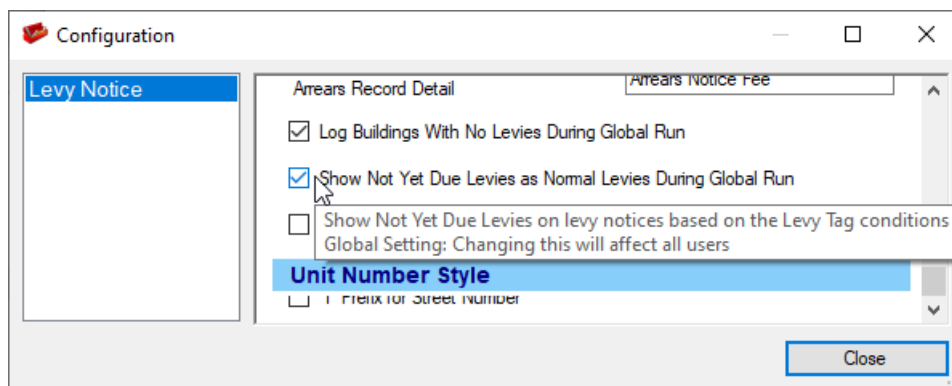 Configuration
Levy Notice
Arrears Record Detail
Arrears Notice Fee
Log Buildings With No Levies During Global Run
Show Not Yet Due Levies as Normal Levies During Global Run
Show Not Yet Due Levies on levy notices based on the Levy Tag conditions
Global Setting: Changing this will affect all users
Unit Number Style
Prefix for Street Number
Close